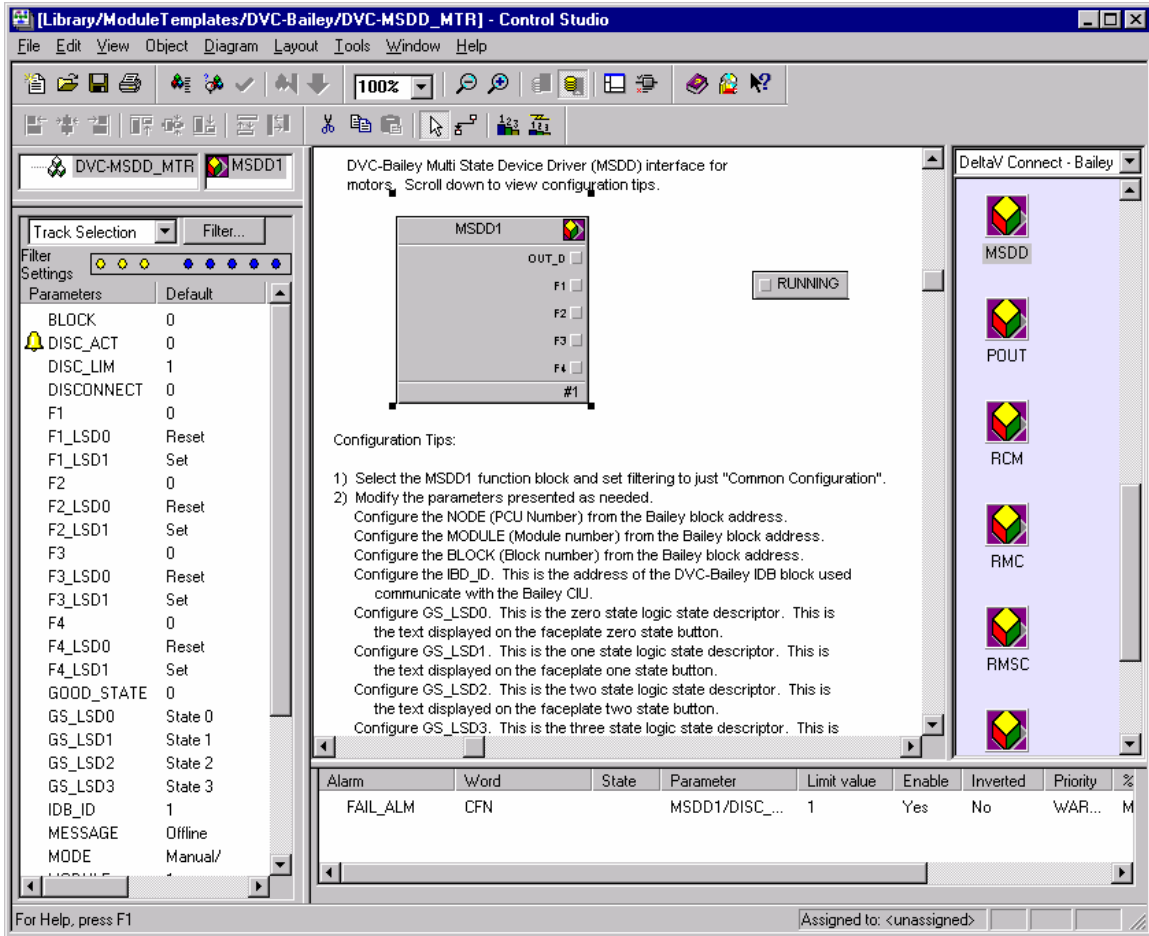 [Library/ModuleTemplates/DVC-Bailey/DVC-MSDD_MTR] - Control Studio
File Edit View Object Diagram Layout Tools Window Help
100%
DVC-MSDD_MTR MSDD1
Track Selection Filter...
Filter
Settings
Parameters Default
BLOCK 0
DISC_ACT 0
DISC_LIM 1
DISCONNECT 0
F1 0
F1_LSD0 Reset
F1_LSD1 Set
F2 0
F2_LSD0 Reset
F2_LSD1 Set
F3 0
F3_LSD0 Reset
F3_LSD1 Set
F4 0
F4_LSD0 Reset
F4_LSD1 Set
GOOD_STATE 0
GS_LSD0 State 0
GS_LSD1 State 1
GS_LSD2 State 2
GS_LSD3 State 3
IDB_ID 1
MESSAGE Offline
MODE Manual/
DVC-Bailey Multi State Device Driver (MSDD) interface for
motors. Scroll down to view configuration tips.
MSDD1
OUT_D
F1
F2
F3
F4
#1
RUNNING
Configuration Tips:
1) Select the MSDD1 function block and set filtering to just "Common Configuration".
2) Modify the parameters presented as needed.
Configure the NODE (PCU Number) from the Bailey block address.
Configure the MODULE (Module number) from the Bailey block address.
Configure the BLOCK (Block number) from the Bailey block address.
Configure the IBD_ID. This is the address of the DVC-Bailey IDB block used
communicate with the Bailey CIU.
Configure GS_LSD0. This is the zero state logic state descriptor. This is
the text displayed on the faceplate zero state button.
Configure GS_LSD1. This is the one state logic state descriptor. This is
the text displayed on the faceplate one state button.
Configure GS_LSD2. This is the two state logic state descriptor. This is
the text displayed on the faceplate two state button.
Configure GS_LSD3. This is the three state logic state descriptor. This is
DeltaV Connect - Bailey
MSDD
POUT
RCM
RMC
RMSC
Alarm Word State Parameter Limit value Enable Inverted Priority %
FAIL_ALM CFN MSDD1/DISC_... 1 Yes No WAR... M
For Help, press F1
Assigned to: <unassigned>